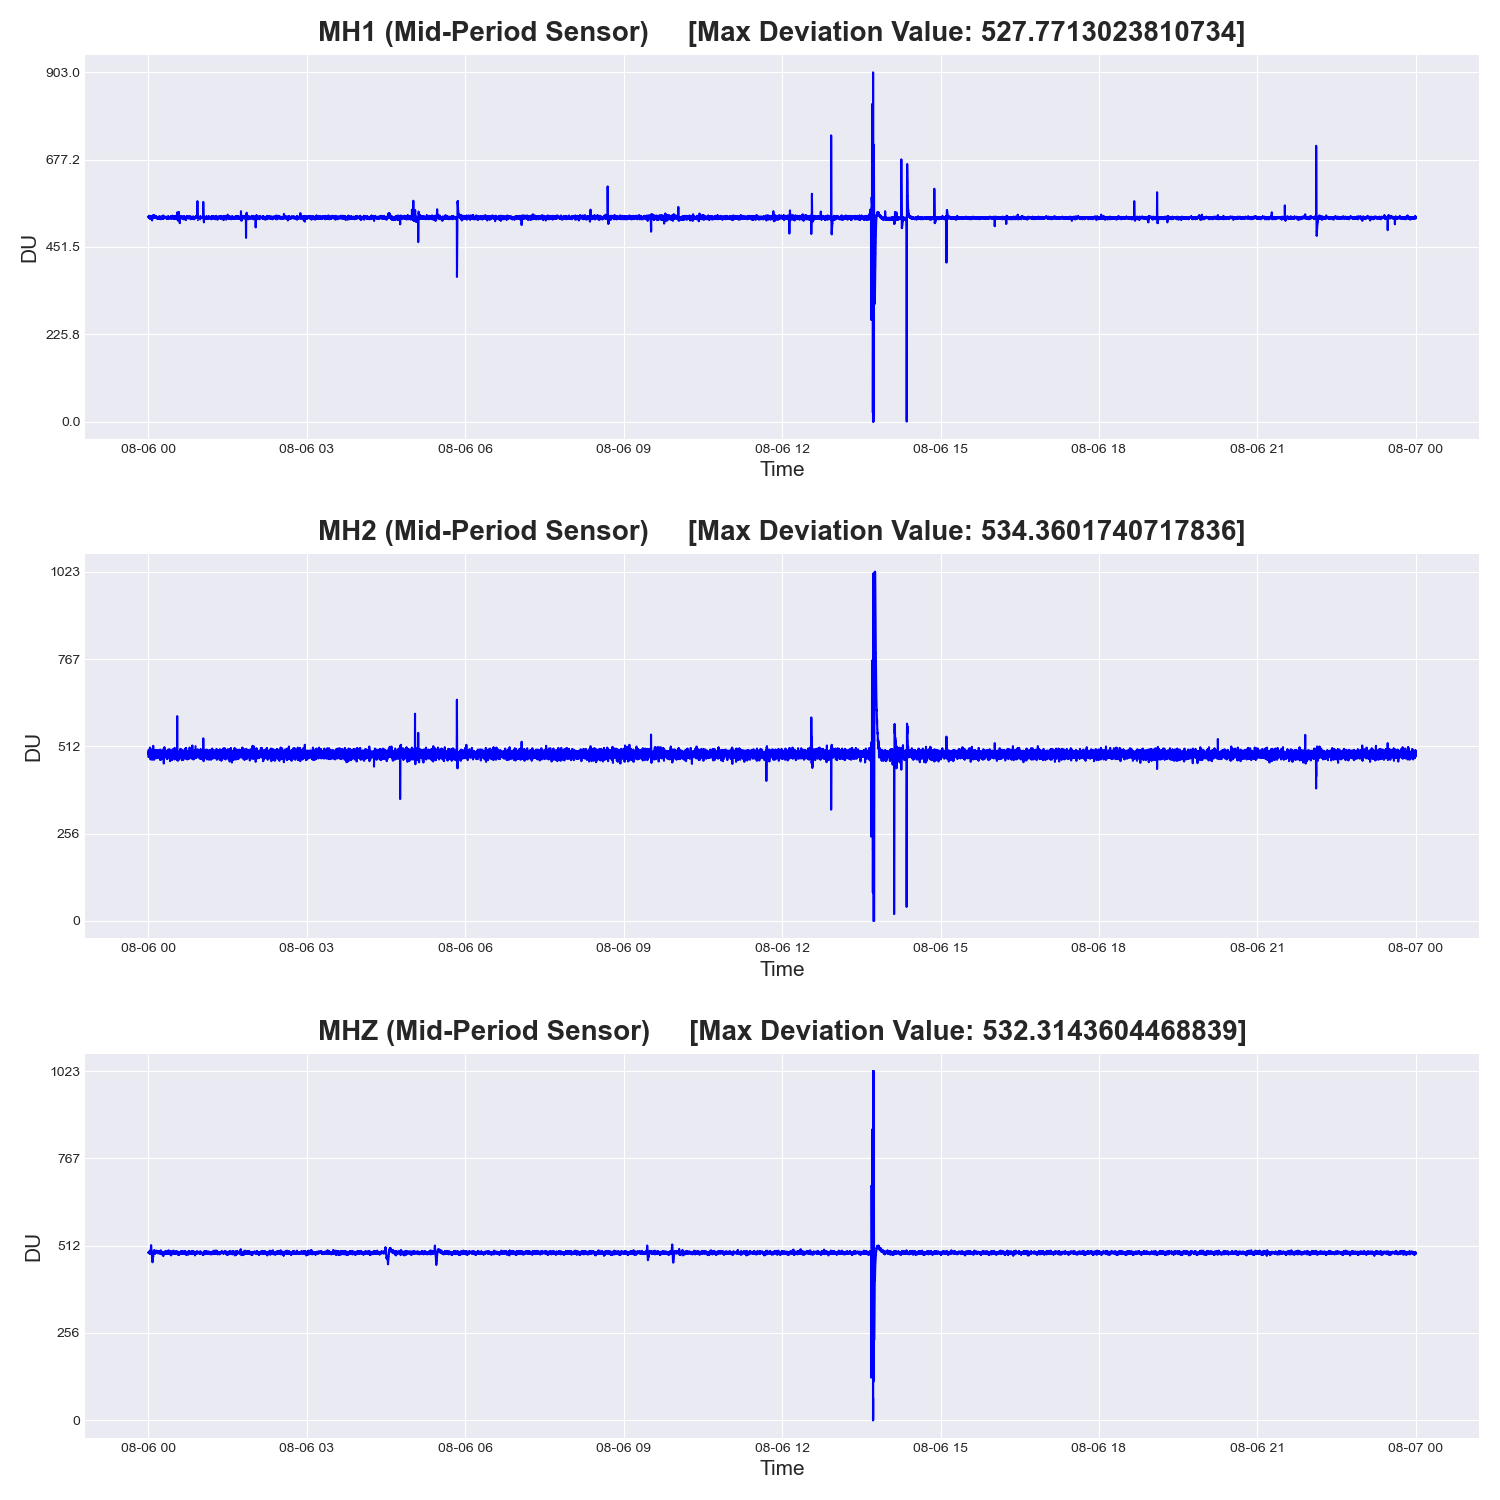 MH1 (Mid-Period Sensor) [Max Deviation Value: 527.7713023810734]
903.0
677.2
451.5
225.8
0.0
DU
08-06 00 08-06 03 08-06 06 08-06 09 08-06 12 08-06 15 08-06 18 08-06 21 08-07 00
Time
MH2 (Mid-Period Sensor) [Max Deviation Value: 534.3601740717836]
1023
767
512
256
0
DU
08-06 00 08-06 03 08-06 06 08-06 09 08-06 12 08-06 15 08-06 18 08-06 21 08-07 00
Time
MHZ (Mid-Period Sensor) [Max Deviation Value: 532.3143604468839]
1023
767
512
256
0
DU
08-06 00 08-06 03 08-06 06 08-06 09 08-06 12 08-06 15 08-06 18 08-06 21 08-07 00
Time